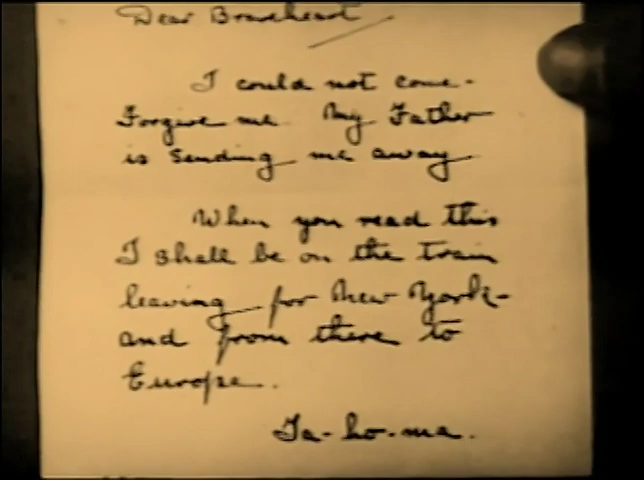 Dear Braveheart
I could not come -
Forgive me My Father
is sending me away
When you read this
I shall be on the train
leaving for New York -
and from there to
Europe.
Ta-ho-ma.